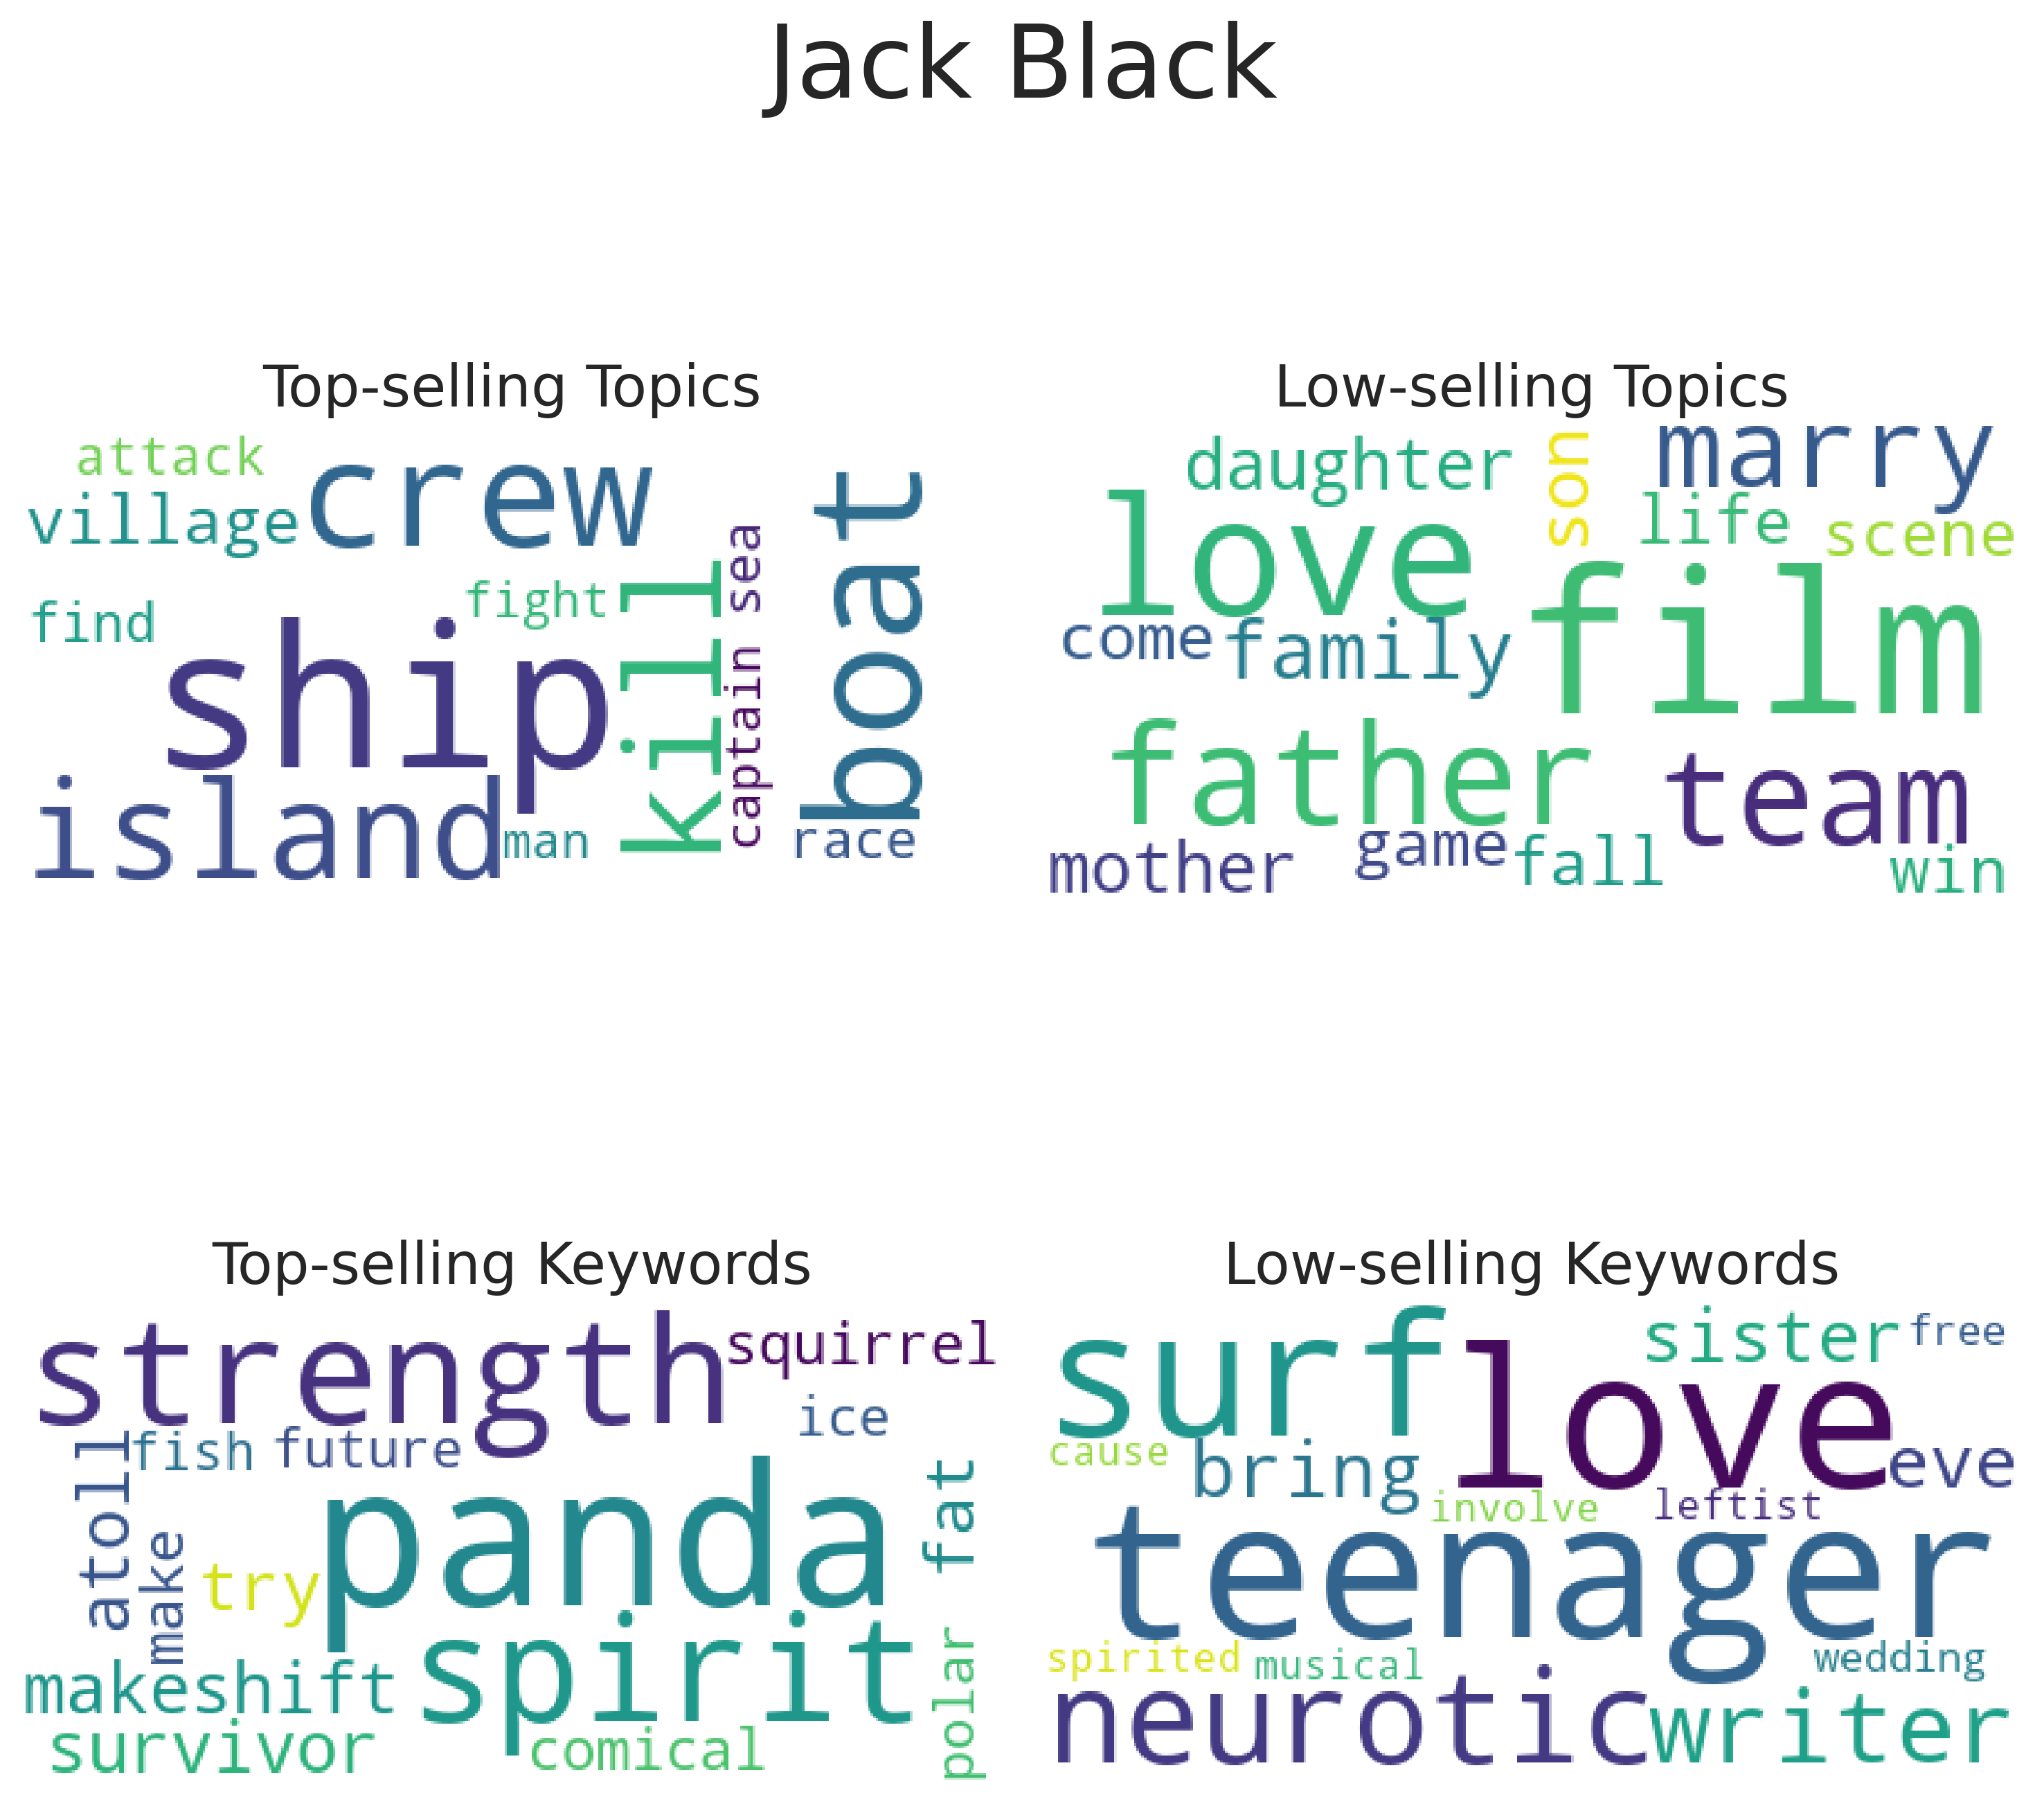 Jack Black
Top-selling Topics
attack
crew
village
boat
sea
find
fight
kill
ship
captain
island
man
race
Low-selling Topics
daughter
son
marry
love
life
scene
come
family
film
father
team
mother
game
fall
win
Top-selling Keywords
strength
squirrel
ice
atoll
fish
future
fat
make
try
panda
makeshift
spirit
polar
survivor
comical
Low-selling Keywords
surf
love
sister
free
cause
bring
eve
involve
leftist
teenager
spirited
musical
wedding
neurotic
writer